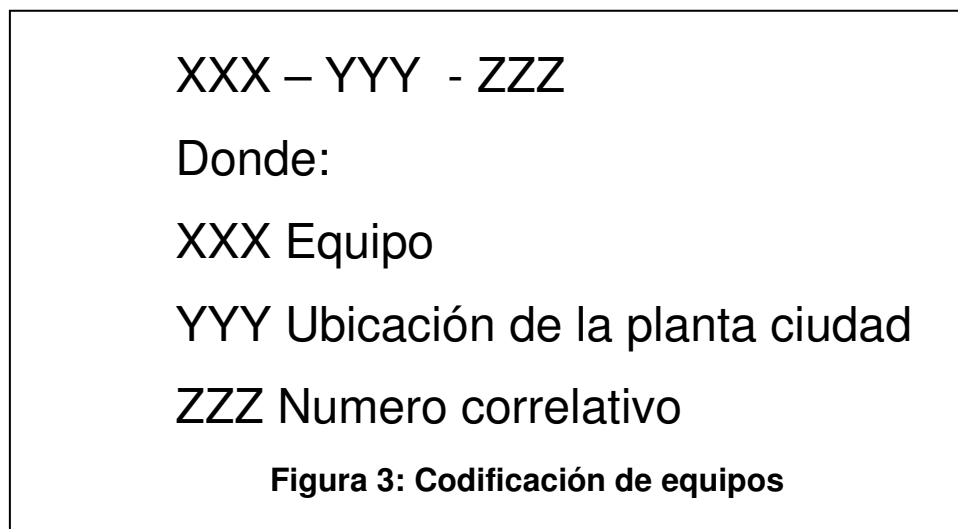 XXX – YYY - ZZZ
Donde:
XXX Equipo
YYY Ubicación de la planta ciudad
ZZZ Numero correlativo
Figura 3: Codificación de equipos